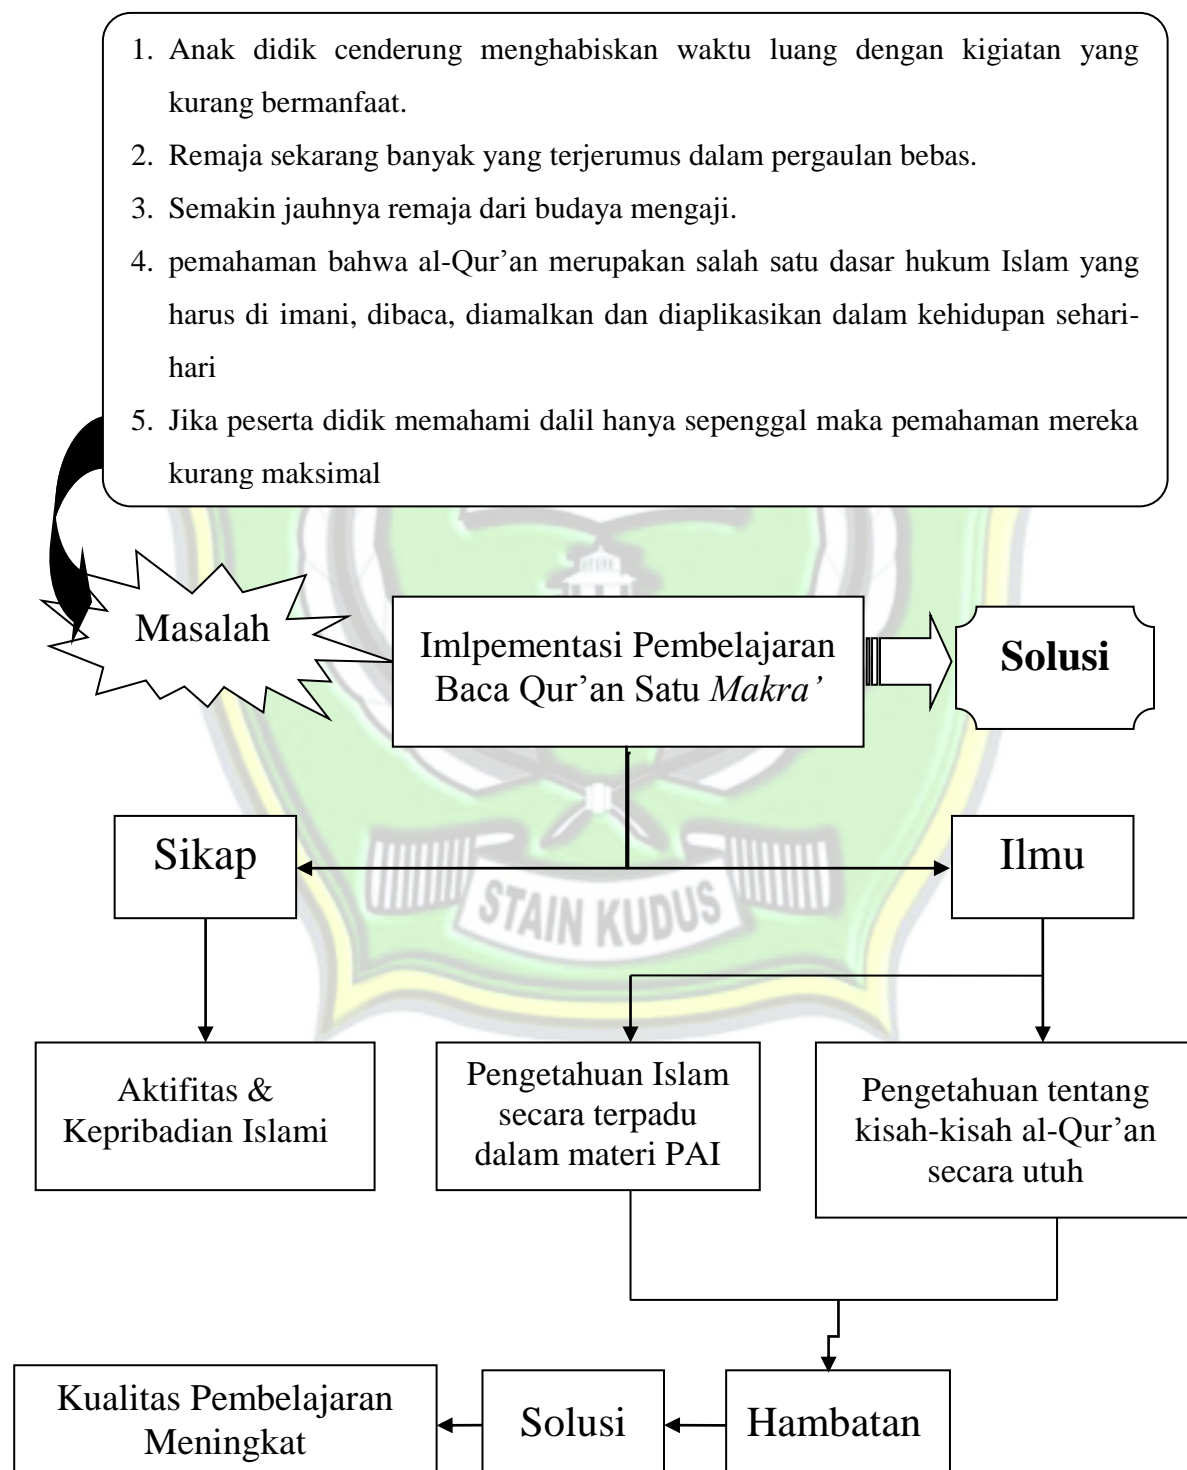 1. Anak didik cenderung menghabiskan waktu luang dengan kigiatan yang
kurang bermanfaat.
2. Remaja sekarang banyak yang terjerumus dalam pergaulan bebas.
3. Semakin jauhnya remaja dari budaya mengaji.
4. pemahaman bahwa al-Qur’an merupakan salah satu dasar hukum Islam yang
harus di imani, dibaca, diamalkan dan diaplikasikan dalam kehidupan sehari-
hari
5. Jika peserta didik memahami dalil hanya sepenggal maka pemahaman mereka
kurang maksimal
Masalah
Imlpementasi Pembelajaran
Baca Qur’an Satu Makra’
Solusi
Sikap
Ilmu
STAIN KUDUS
Aktifitas &
Kepribadian Islami
Pengetahuan Islam
secara terpadu
dalam materi PAI
Pengetahuan tentang
kisah-kisah al-Qur’an
secara utuh
Kualitas Pembelajaran
Meningkat
Solusi
Hambatan